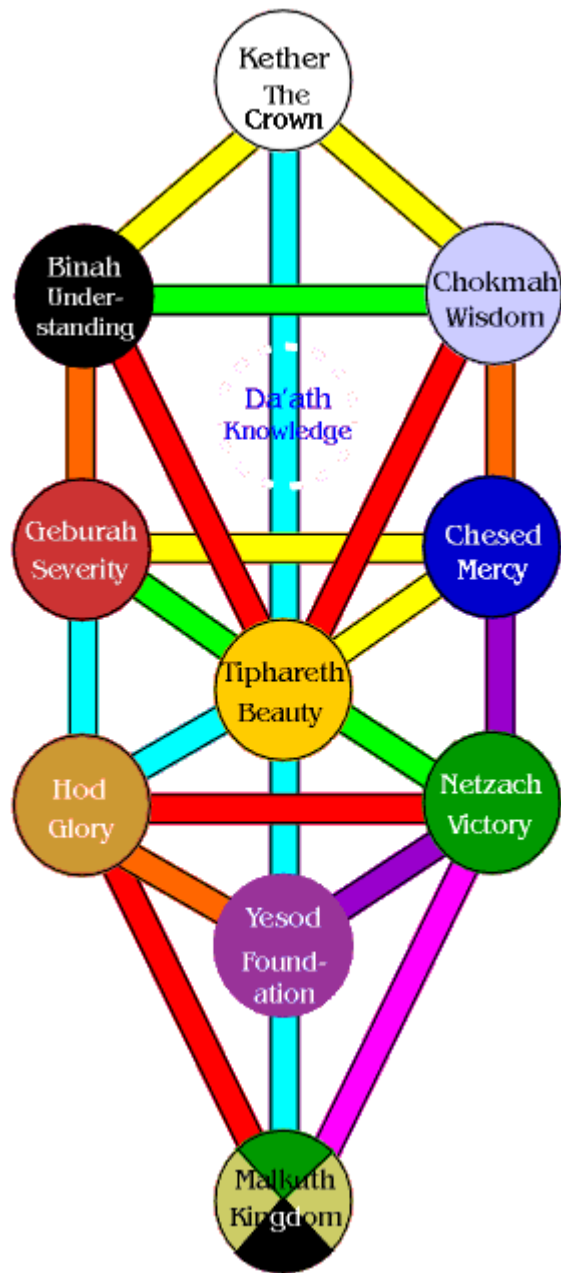 Kether
The
Crown
Binah
Under-
standing
Chokmah
Wisdom
Da'ath
Knowledge
Geburah
Severity
Chesed
Mercy
Tiphareth
Beauty
Hod
Glory
Netzach
Victory
Yesod
Found-
ation
Malkuth
Kingdom